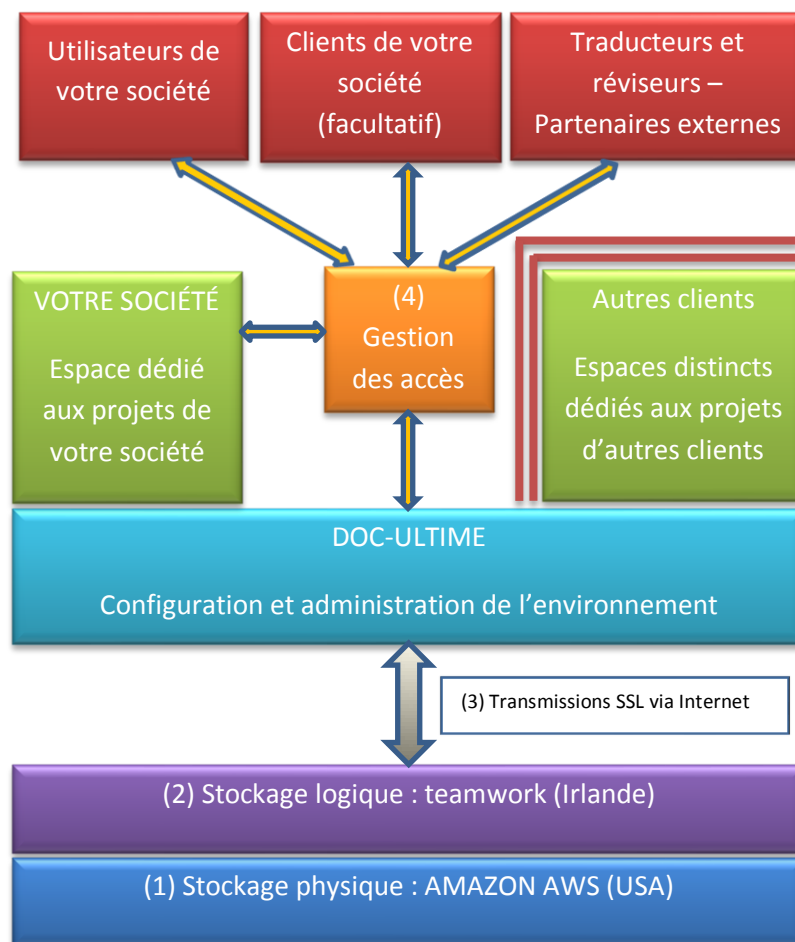 Utilisateurs de
votre société
Clients de votre
société
(facultatif)
Traducteurs et
réviseurs –
Partenaires externes
VOTRE SOCIÉTÉ
Espace dédié
aux projets de
votre société
(4)
Gestion
des accès
Autres clients
Espaces distincts
dédiés aux projets
d’autres clients
DOC-ULTIME
Configuration et administration de l’environnement
(3) Transmissions SSL via Internet
(2) Stockage logique : teamwork (Irlande)
(1) Stockage physique : AMAZON AWS (USA)